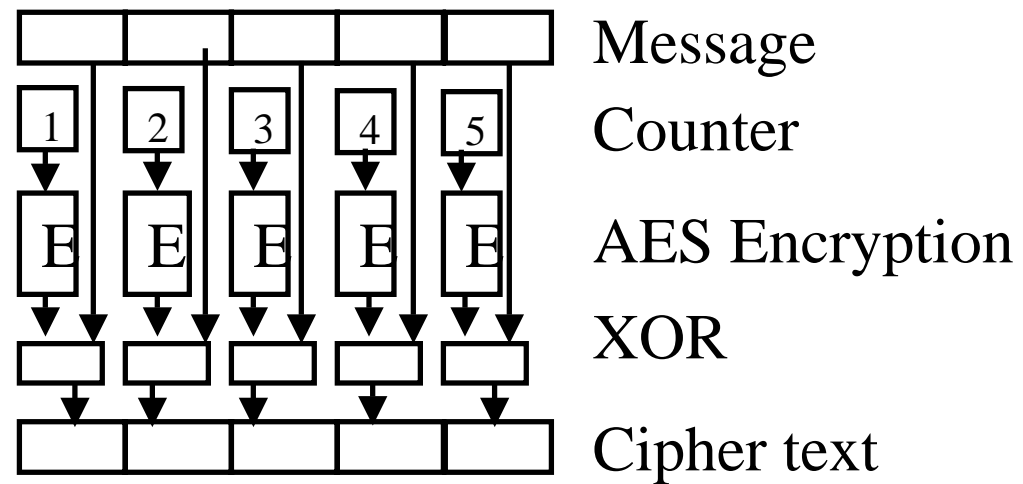 Message
1 2 3 4 5 Counter
E E E E E AES Encryption
XOR
Cipher text